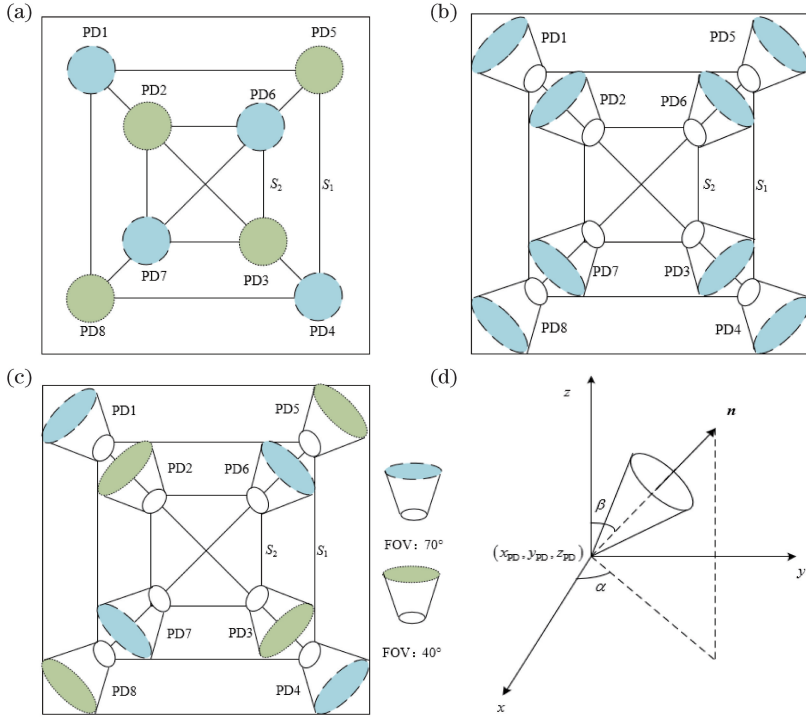 (a)
PD1
PD5
PD2
PD6
S2
S1
PD7
PD3
PD8
PD4
(b)
PD1
PD5
PD2
PD6
S2
S1
PD7
PD3
PD8
PD4
(c)
PD1
PD5
PD2
PD6
S2
S1
PD7
PD3
PD8
PD4
FOV: 70°
FOV: 40°
(d)
z
n
β
(xPD, yPD, zPD)
α
y
x